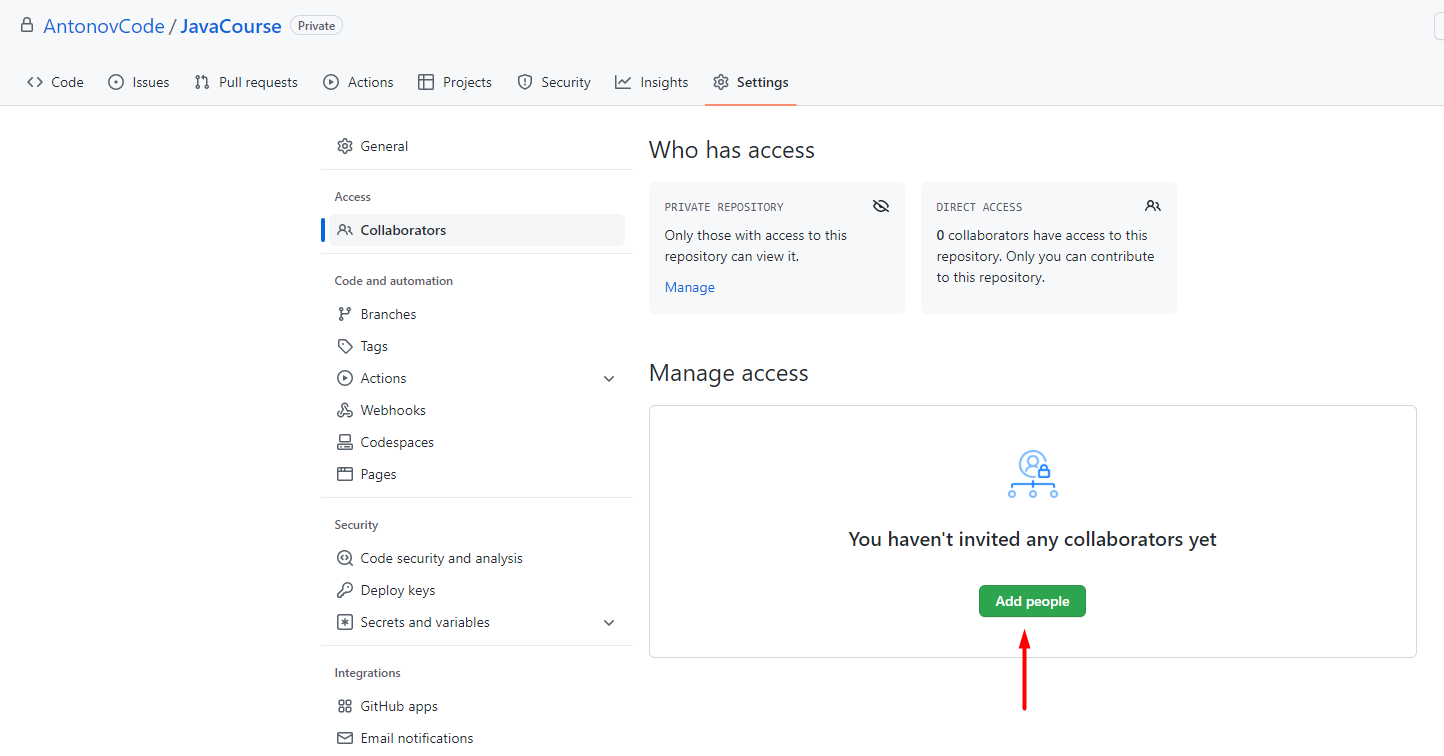 AntonovCode / JavaCourse Private
Code Issues Pull requests Actions Projects Security Insights Settings
General
Access
Collaborators
Code and automation
Branches
Tags
Actions
Webhooks
Codespaces
Pages
Security
Code security and analysis
Deploy keys
Secrets and variables
Integrations
GitHub apps
Email notifications
Who has access
PRIVATE REPOSITORY
Only those with access to this
repository can view it.
Manage
DIRECT ACCESS
0 collaborators have access to this
repository. Only you can contribute
to this repository.
Manage access
You haven't invited any collaborators yet
Add people